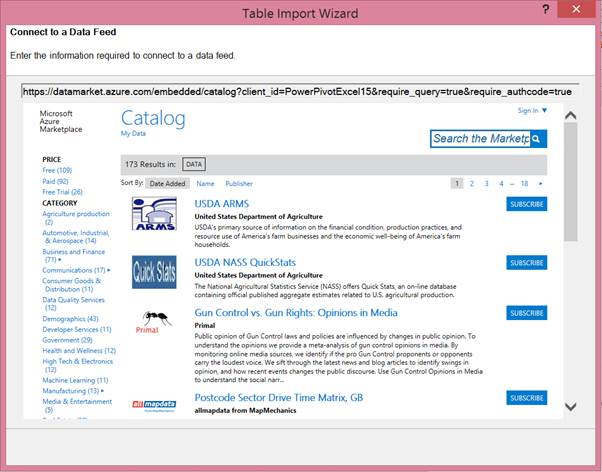 Table Import Wizard
?
×
Connect to a Data Feed
Enter the information required to connect to a data feed.
https://datamarket.azure.com/embedded/catalog?client_id=PowerPivotExcel15&require_query=true&require_authcode=true
Microsoft
Azure
Marketplace
Catalog
My Data
Sign In
Search the Marketp
173 Results in: DATA
Sort By: Date Added Name Publisher
1 2 3 4 ... 18
PRICE
Free (109)
Paid (92)
Free Trial (26)
CATEGORY
Agriculture production
(2)
Automotive, Industrial,
& Aerospace (14)
Business and Finance
(71)
Communications (17)
Consumer Goods &
Distribution (11)
Data Quality Services
(12)
Demographics (43)
Developer Services (11)
Government (29)
Health and Wellness (12)
High Tech & Electronics
(12)
Machine Learning (11)
Manufacturing (13)
Media & Entertainment
(5)
ARMS
USDA ARMS
SUBSCRIBE
United States Department of Agriculture
USDA's primary source of information on the financial condition, production practices, and
resource use of America's farm businesses and the economic well-being of America's farm
households.
Quick Stats
USDA NASS QuickStats
SUBSCRIBE
United States Department of Agriculture
The National Agricultural Statistics Service (NASS) offers Quick Stats, an on-line database
containing official published aggregate estimates related to U.S. agricultural production.
Primal
Gun Control vs. Gun Rights: Opinions in Media
SUBSCRIBE
Primal
Public opinion of Gun Control laws and policies are influenced by changes in public opinion. To
understand the opinions we provide a meta-analysis of gun control opinions in media. By
monitoring online media sources, we identify if the pro Gun Control proponents or opponents
carry the loudest voice. We sift through the latest news and blog articles to identify swings in
opinion, and how recent events changes the public discourse. Use Gun Control Opinions in Media
to understand the social narr...
allmapdata
Postcode Sector Drive Time Matrix, GB
SUBSCRIBE
allmapdata from MapMechanics